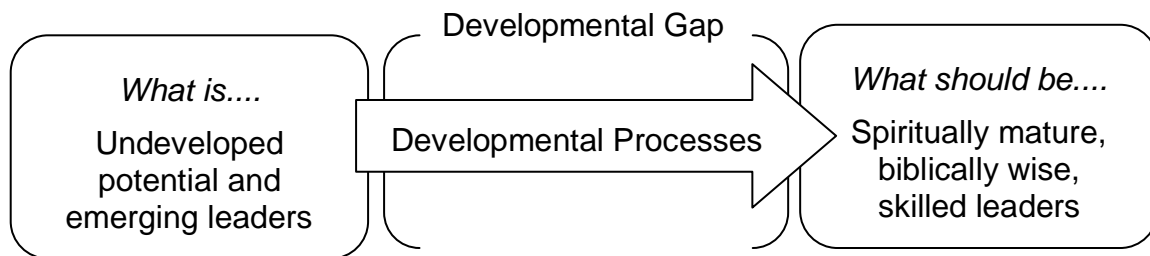 Developmental Gap
What is....
Undeveloped
potential and
emerging leaders
Developmental Processes
What should be....
Spiritually mature,
biblically wise,
skilled leaders